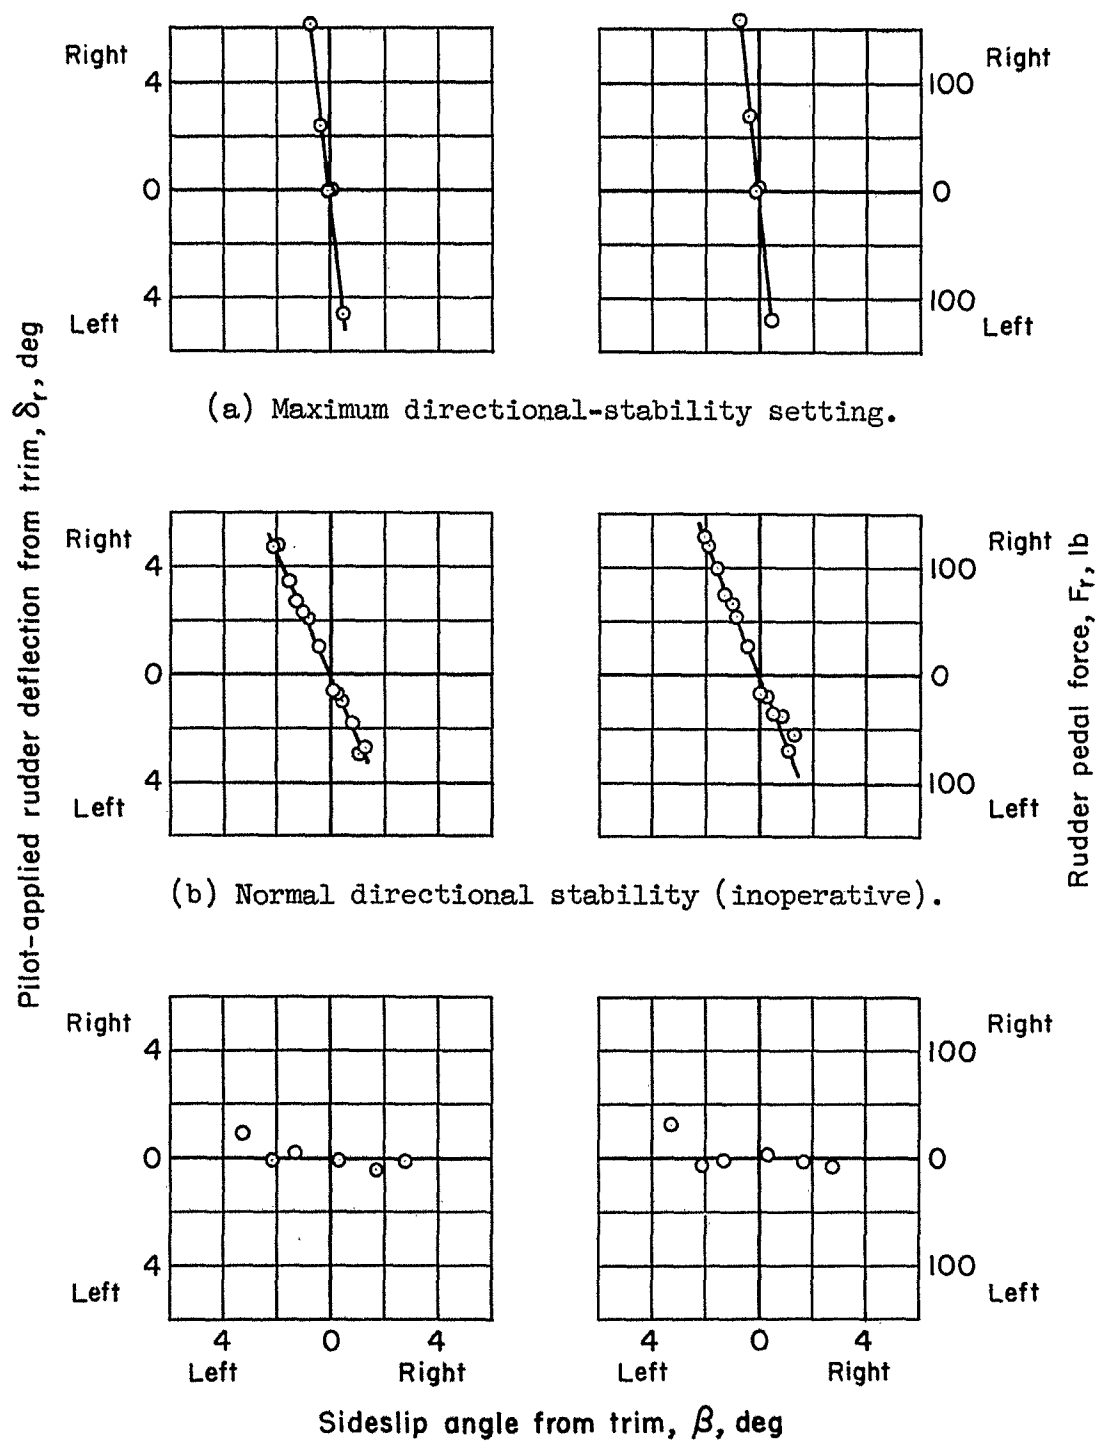 Right
4
0
4
Left
Right
100
0
100
Left
(a) Maximum directional-stability setting.
Right
4
0
4
Left
Right
100
0
100
Left
(b) Normal directional stability (inoperative).
Right
4
0
4
Left
Right
100
0
100
Left
4 0 4
Left Right
4 0 4
Left Right
Sideslip angle from trim, β, deg
Pilot-applied rudder deflection from trim, δr, deg
Rudder pedal force, Fr, lb